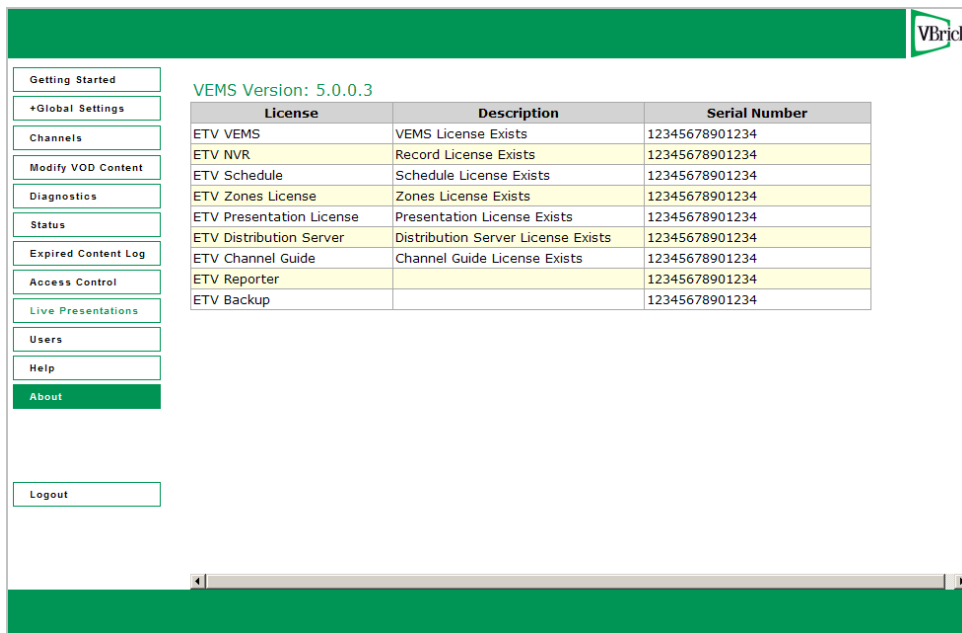 VBrick
Getting Started
+Global Settings
Channels
Modify VOD Content
Diagnostics
Status
Expired Content Log
Access Control
Live Presentations
Users
Help
About
Logout
VEMS Version: 5.0.0.3
License Description Serial Number
ETV VEMS VEMS License Exists 12345678901234
ETV NVR Record License Exists 12345678901234
ETV Schedule Schedule License Exists 12345678901234
ETV Zones License Zones License Exists 12345678901234
ETV Presentation License Presentation License Exists 12345678901234
ETV Distribution Server Distribution Server License Exists 12345678901234
ETV Channel Guide Channel Guide License Exists 12345678901234
ETV Reporter 12345678901234
ETV Backup 12345678901234